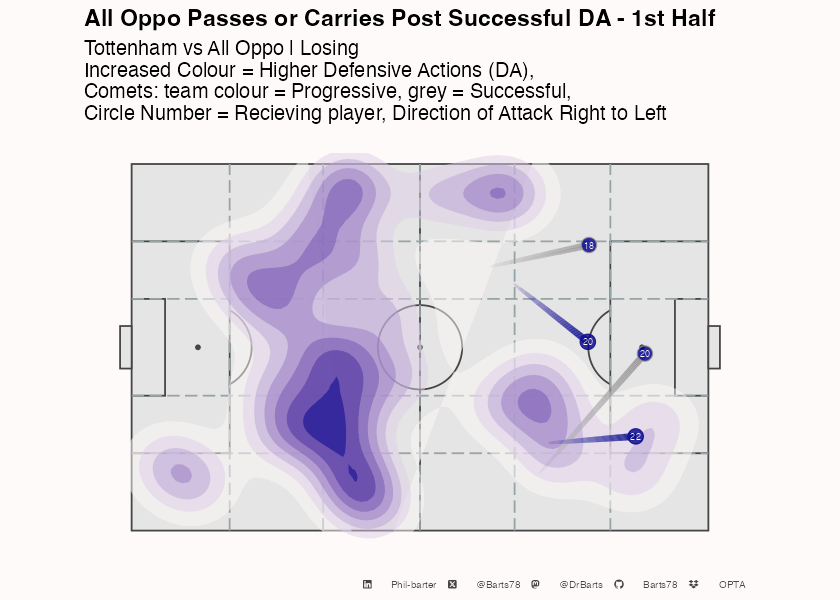 All Oppo Passes or Carries Post Successful DA - 1st Half
Tottenham vs All Oppo | Losing
Increased Colour = Higher Defensive Actions (DA),
Comets: team colour = Progressive, grey = Successful,
Circle Number = Recieving player, Direction of Attack Right to Left
18
20
20
22
Phil-barter @Barts78 @DrBarts Barts78 OPTA